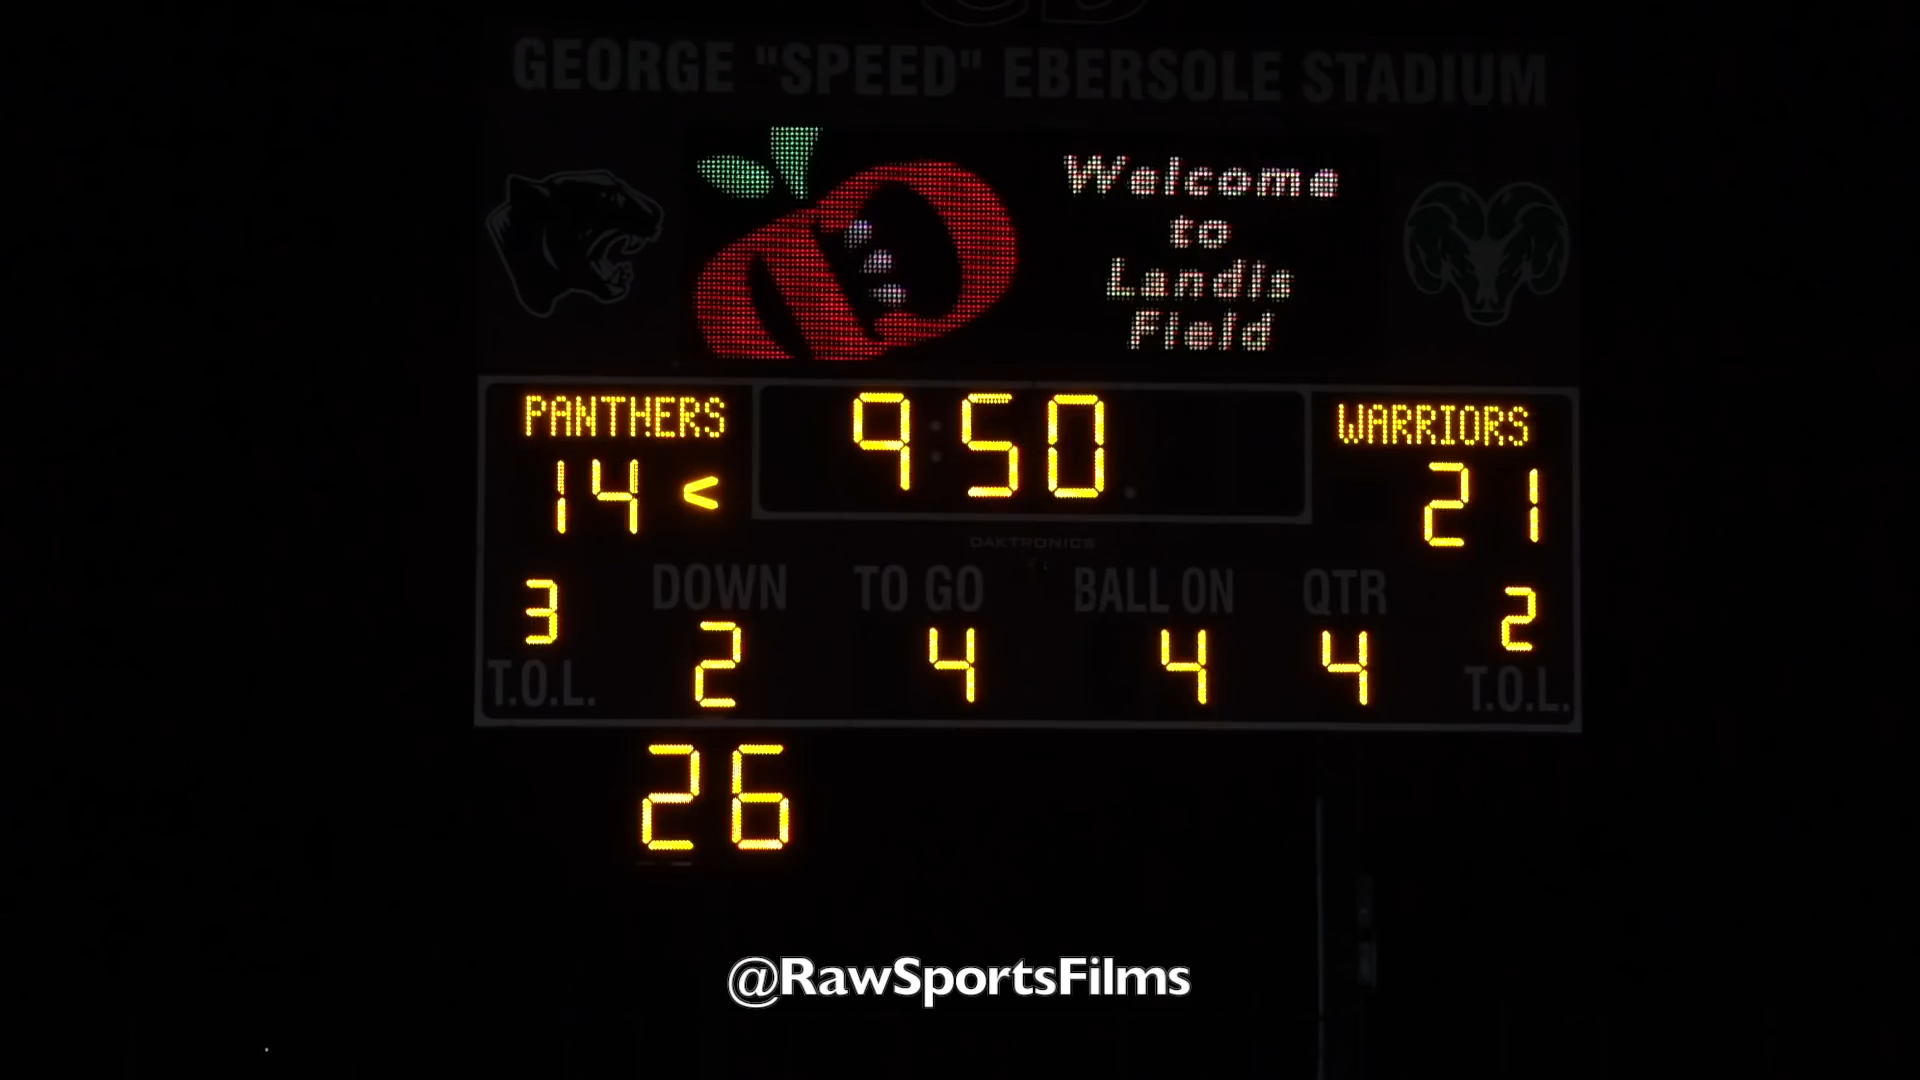 GEORGE "SPEED" EBERSOLE STADIUM
Welcome
to
Landis
Field
PANTHERS
9:50
WARRIORS
14 <
21
DAKTRONICS
DOWN
TO GO
BALL ON
QTR
3
2
4
4
4
2
T.O.L.
T.O.L.
26
@RawSportsFilms